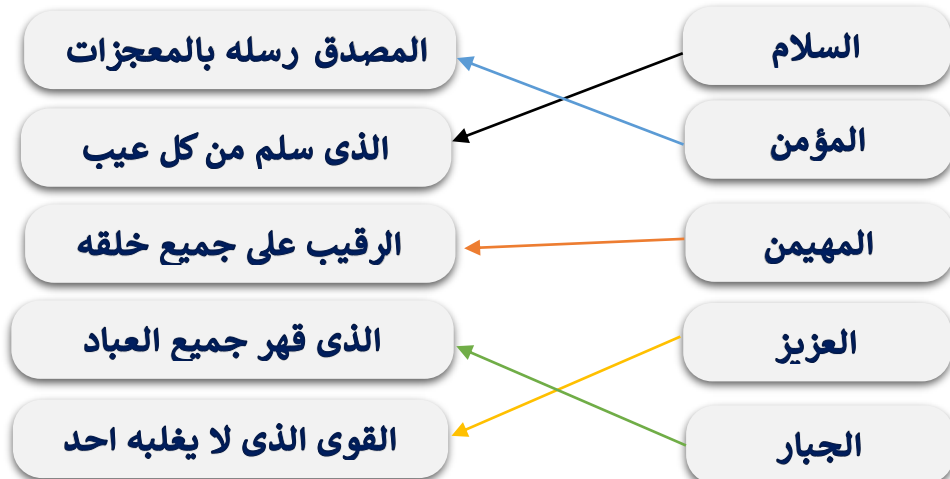 السلام
المصدق رسله بالمعجزات
المؤمن
الذى سلم من كل عيب
المهيمن
الرقيب على جميع خلقه
العزيز
الذى قهر جميع العباد
الجبار
القوى الذى لا يغلبه احد